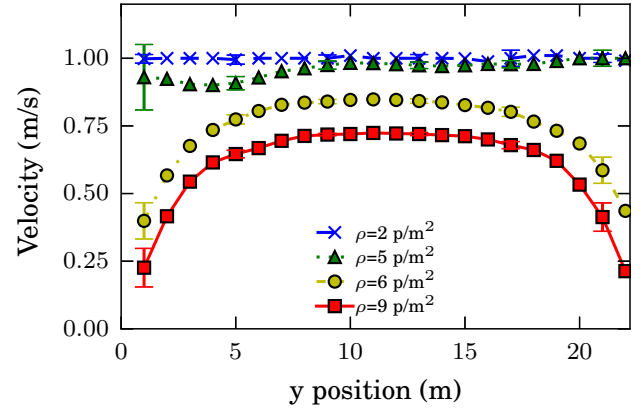 Velocity (m/s)
1.00
0.75
0.50
0.25
0.00
ρ=2 p/m²
ρ=5 p/m²
ρ=6 p/m²
ρ=9 p/m²
0 5 10 15 20
y position (m)